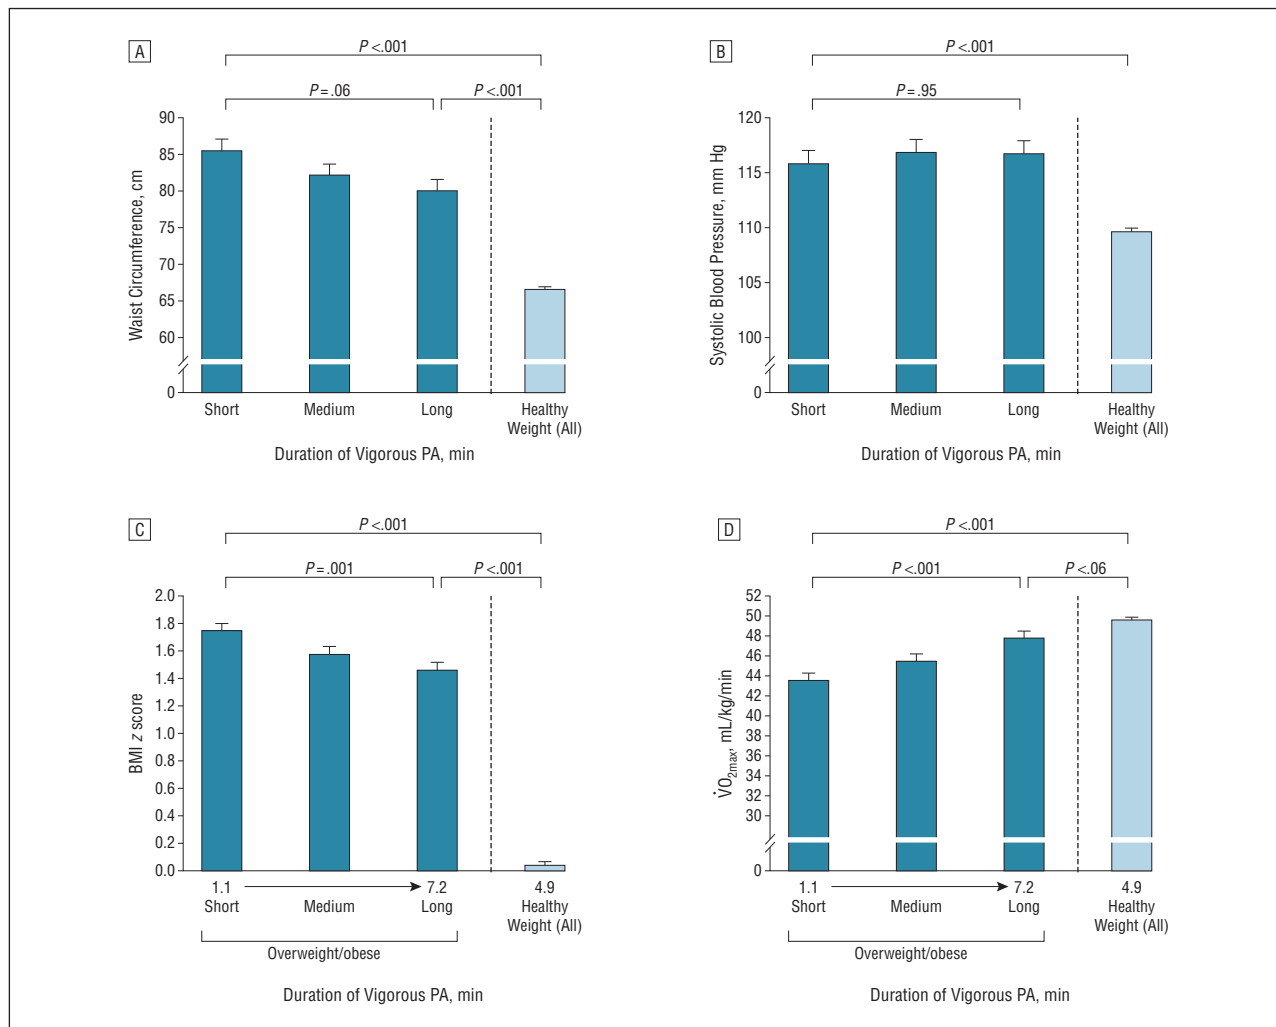 A
P <.001
P = .06
P <.001
90
85
80
75
70
65
60
0
Waist Circumference, cm
Short
Medium
Long
Healthy
Weight (All)
Duration of Vigorous PA, min
B
P <.001
P = .95
120
115
110
105
100
0
Systolic Blood Pressure, mm Hg
Short
Medium
Long
Healthy
Weight (All)
Duration of Vigorous PA, min
C
P <.001
P = .001
P <.001
2.0
1.8
1.6
1.4
1.2
1.0
0.8
0.6
0.4
0.2
0.0
BMI z score
1.1
7.2
4.9
Short
Medium
Long
Healthy
Weight (All)
Overweight/obese
Duration of Vigorous PA, min
D
P <.001
P <.001
P <.06
52
50
48
46
44
42
40
38
36
34
32
30
0
V̇O2max, mL/kg/min
1.1
7.2
4.9
Short
Medium
Long
Healthy
Weight (All)
Overweight/obese
Duration of Vigorous PA, min